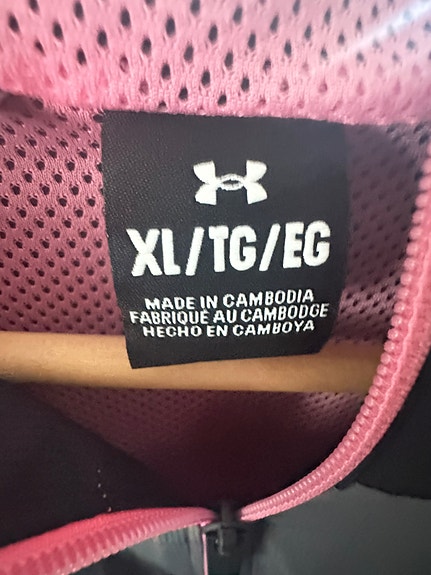 XL/TG/EG
MADE IN CAMBODIA
FABRIQUÉ AU CAMBODGE
HECHO EN CAMBOYA